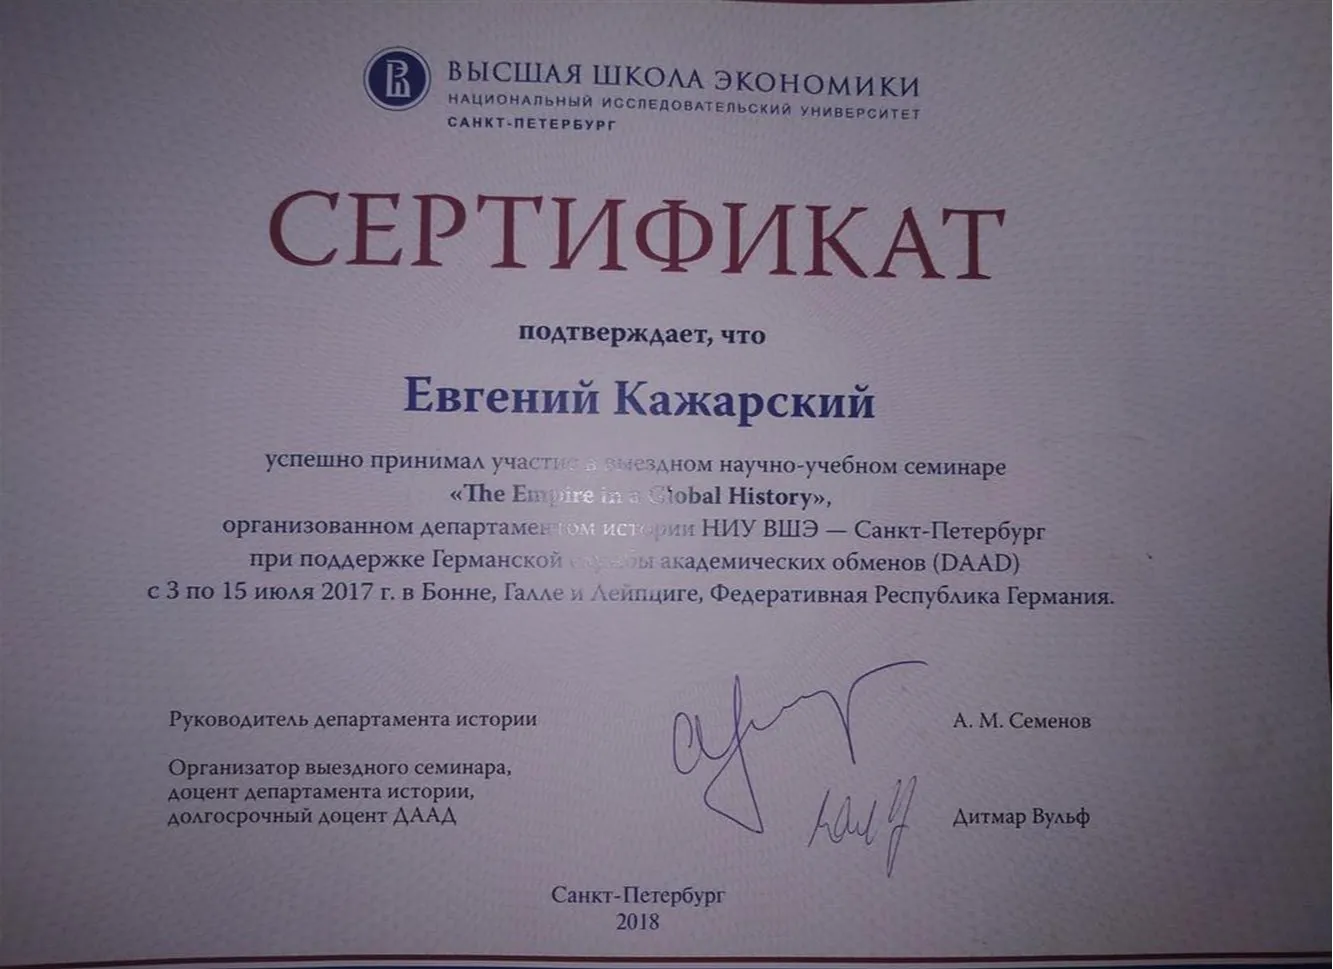 ВЫСШАЯ ШКОЛА ЭКОНОМИКИ
НАЦИОНАЛЬНЫЙ ИССЛЕДОВАТЕЛЬСКИЙ УНИВЕРСИТЕТ
САНКТ-ПЕТЕРБУРГ
СЕРТИФИКАТ
подтверждает, что
Евгений Кажарский
успешно принимал участие в выездном научно-учебном семинаре
«The Empire in a Global History»,
организованном департаментом истории НИУ ВШЭ — Санкт-Петербург
при поддержке Германской службы академических обменов (DAAD)
с 3 по 15 июля 2017 г. в Бонне, Галле и Лейпциге, Федеративная Республика Германия.
Руководитель департамента истории
А. М. Семенов
Организатор выездного семинара,
доцент департамента истории,
долгосрочный доцент ДААД
Дитмар Вульф
Санкт-Петербург
2018